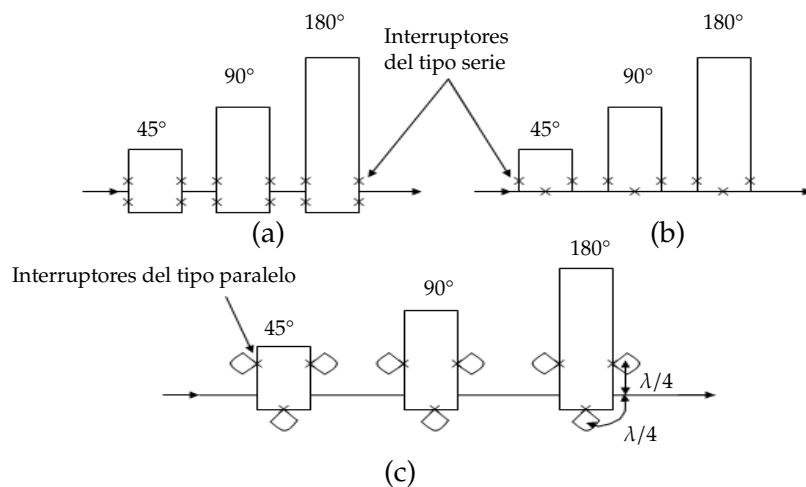 180°
90°
45°
Interruptores
del tipo serie
180°
90°
45°
(a)
(b)
Interruptores del tipo paralelo
180°
90°
45°
λ/4
λ/4
(c)